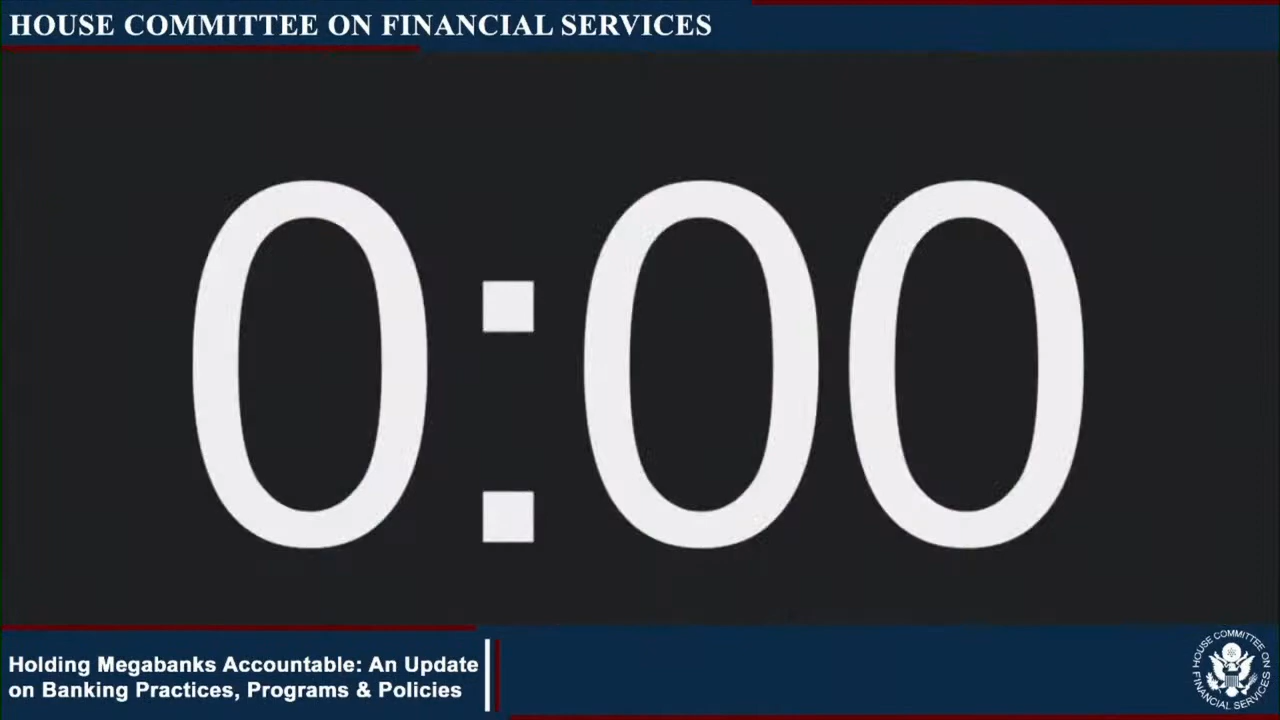 HOUSE COMMITTEE ON FINANCIAL SERVICES
0:00
Holding Megabanks Accountable: An Update
on Banking Practices, Programs & Policies
HOUSE COMMITTEE ON
FINANCIAL SERVICES